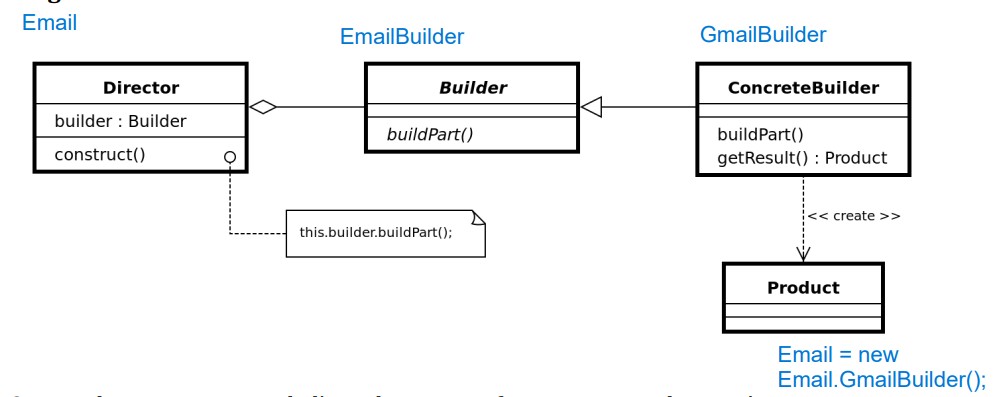 Email
EmailBuilder
GmailBuilder
Director
builder : Builder
construct()
Builder
buildPart()
ConcreteBuilder
buildPart()
getResult() : Product
this.builder.buildPart();
<< create >>
Product
Email = new
Email.GmailBuilder();